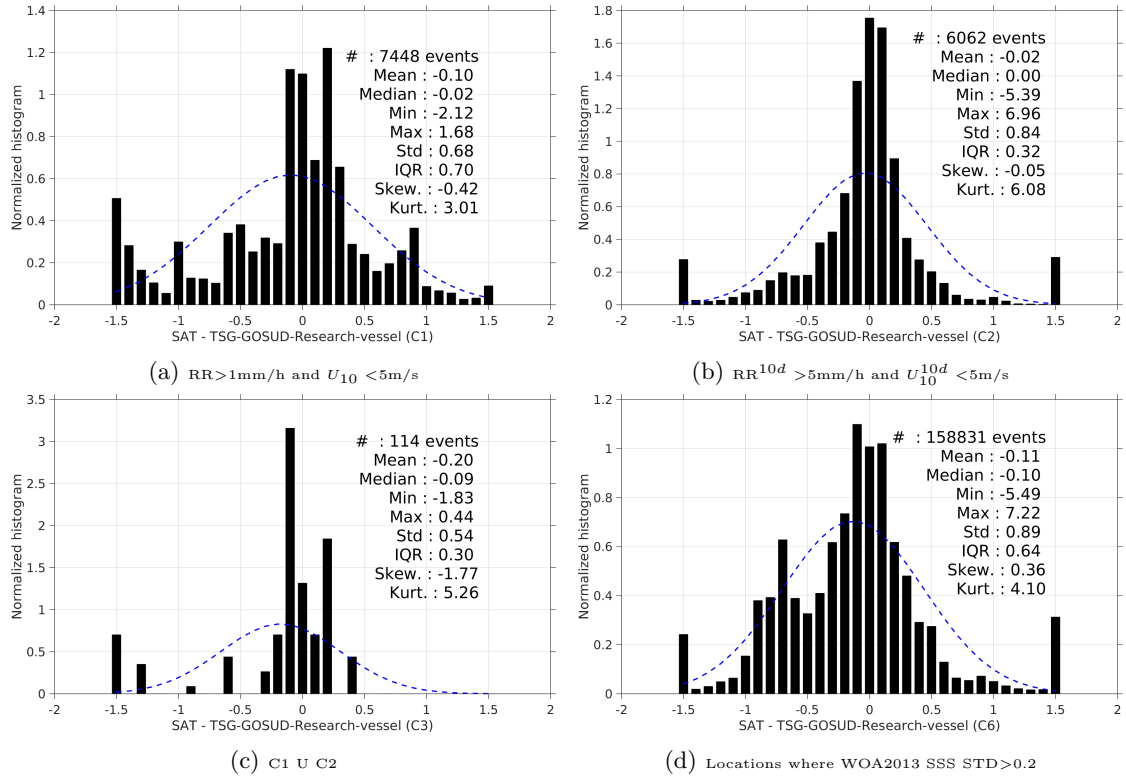 1.4
1.2
1
0.8
0.6
0.4
0.2
0
-2
-1.5
-1
-0.5
0
0.5
1
1.5
2
Normalized histogram
SAT - TSG-GOSUD-Research-vessel (C1)
# : 7448 events
Mean : -0.10
Median : -0.02
Min : -2.12
Max : 1.68
Std : 0.68
IQR : 0.70
Skew. : -0.42
Kurt. : 3.01
(a) RR>1mm/h and U10 <5m/s
1.8
1.6
1.4
1.2
1
0.8
0.6
0.4
0.2
0
-2
-1.5
-1
-0.5
0
0.5
1
1.5
2
Normalized histogram
SAT - TSG-GOSUD-Research-vessel (C2)
# : 6062 events
Mean : -0.02
Median : 0.00
Min : -5.39
Max : 6.96
Std : 0.84
IQR : 0.32
Skew. : -0.05
Kurt. : 6.08
(b) RR^10d >5mm/h and U10^10d <5m/s
3.5
3
2.5
2
1.5
1
0.5
0
-2
-1.5
-1
-0.5
0
0.5
1
1.5
2
Normalized histogram
SAT - TSG-GOSUD-Research-vessel (C3)
# : 114 events
Mean : -0.20
Median : -0.09
Min : -1.83
Max : 0.44
Std : 0.54
IQR : 0.30
Skew. : -1.77
Kurt. : 5.26
(c) C1 U C2
1.2
1
0.8
0.6
0.4
0.2
0
-2
-1.5
-1
-0.5
0
0.5
1
1.5
2
Normalized histogram
SAT - TSG-GOSUD-Research-vessel (C6)
# : 158831 events
Mean : -0.11
Median : -0.10
Min : -5.49
Max : 7.22
Std : 0.89
IQR : 0.64
Skew. : 0.36
Kurt. : 4.10
(d) Locations where WOA2013 SSS STD>0.2